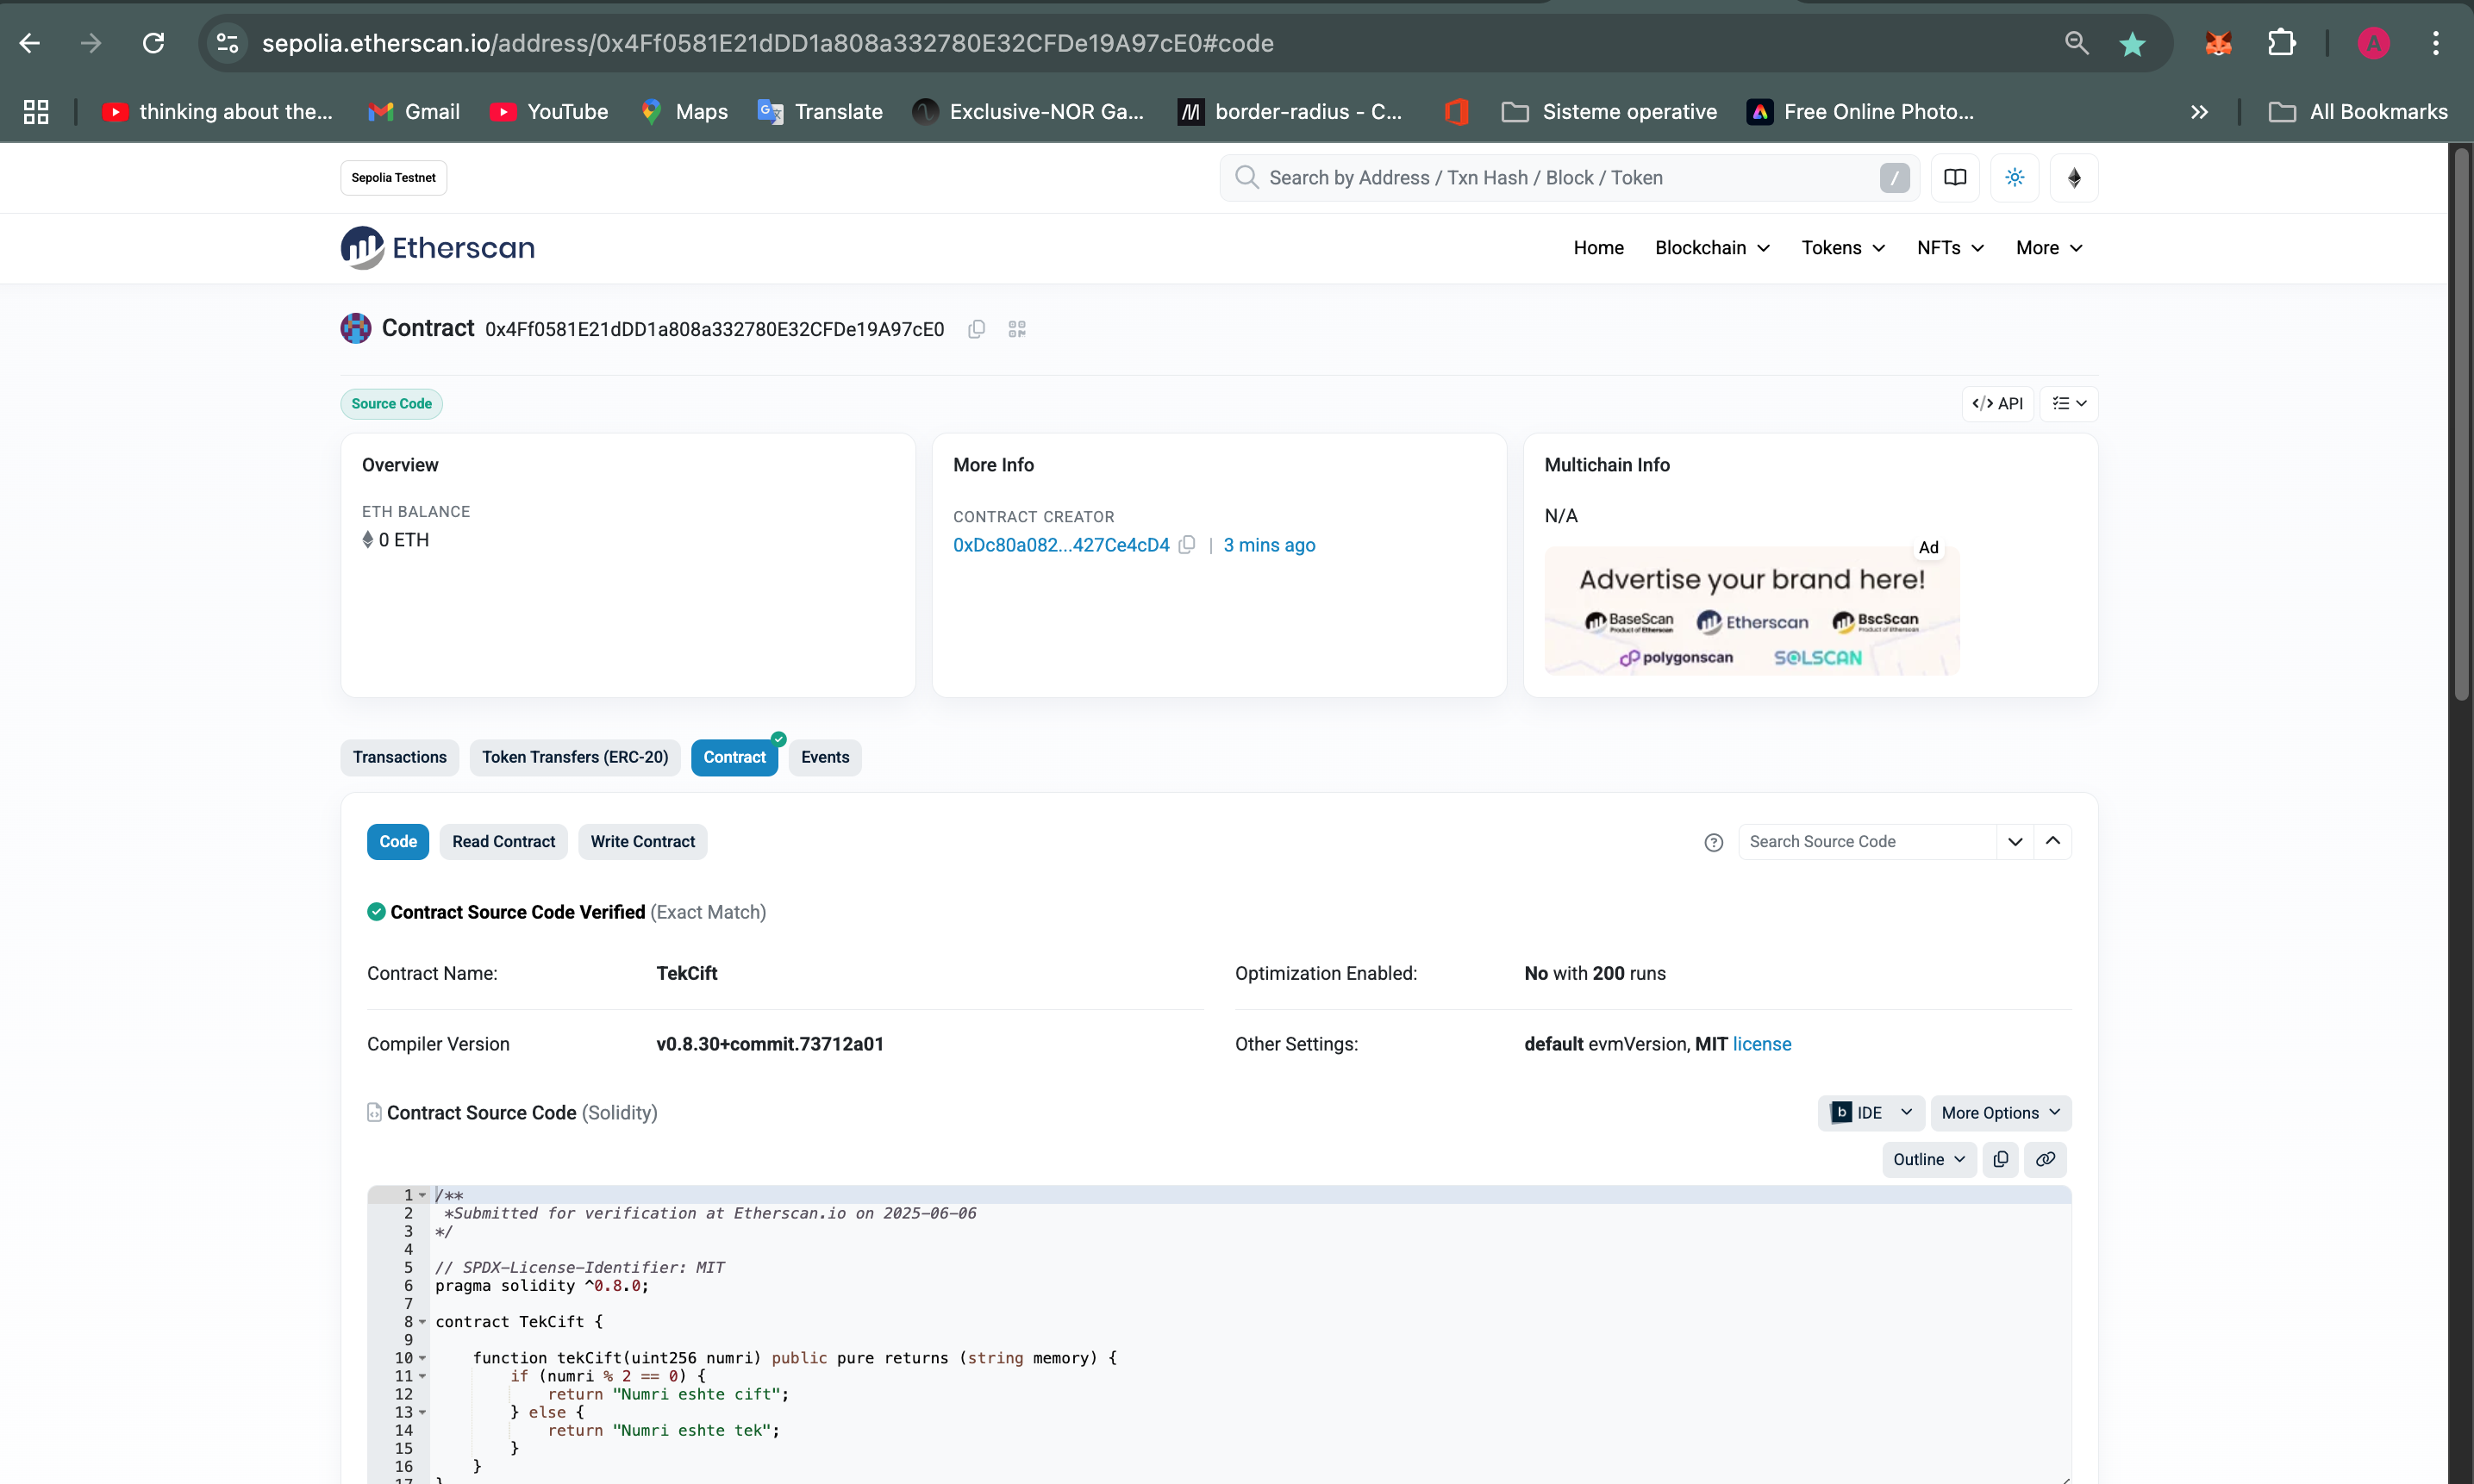 sepolia.etherscan.io/address/0x4Ff0581E21dDD1a808a332780E32CFDe19A97cE0#code
A
thinking about the...
Gmail
YouTube
Maps
Translate
Exclusive-NOR Ga...
border-radius - C...
Sisteme operative
Free Online Photo...
All Bookmarks
Sepolia Testnet
Search by Address / Txn Hash / Block / Token
/
Etherscan
Home
Blockchain
Tokens
NFTs
More
Contract 0x4Ff0581E21dDD1a808a332780E32CFDe19A97cE0
Source Code
</> API
Overview
ETH BALANCE
0 ETH
More Info
CONTRACT CREATOR
0xDc80a082...427Ce4cD4 | 3 mins ago
Multichain Info
N/A
Ad
Advertise your brand here!
BaseScan
Product of Etherscan
Etherscan
BscScan
Product of Etherscan
polygonscan
SOLSCAN
Transactions
Token Transfers (ERC-20)
Contract
Events
Code
Read Contract
Write Contract
Search Source Code
Contract Source Code Verified (Exact Match)
Contract Name: TekCift
Optimization Enabled: No with 200 runs
Compiler Version v0.8.30+commit.73712a01
Other Settings: default evmVersion, MIT license
Contract Source Code (Solidity)
b IDE
More Options
Outline
1 /**
2 *Submitted for verification at Etherscan.io on 2025-06-06
3 */
4
5 // SPDX-License-Identifier: MIT
6 pragma solidity ^0.8.0;
7
8 contract TekCift {
9
10 function tekCift(uint256 numri) public pure returns (string memory) {
11 if (numri % 2 == 0) {
12 return "Numri eshte cift";
13 } else {
14 return "Numri eshte tek";
15 }
16 }
17 }